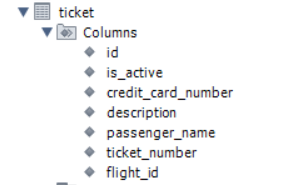 ticket
Columns
id
is_active
credit_card_number
description
passenger_name
ticket_number
flight_id